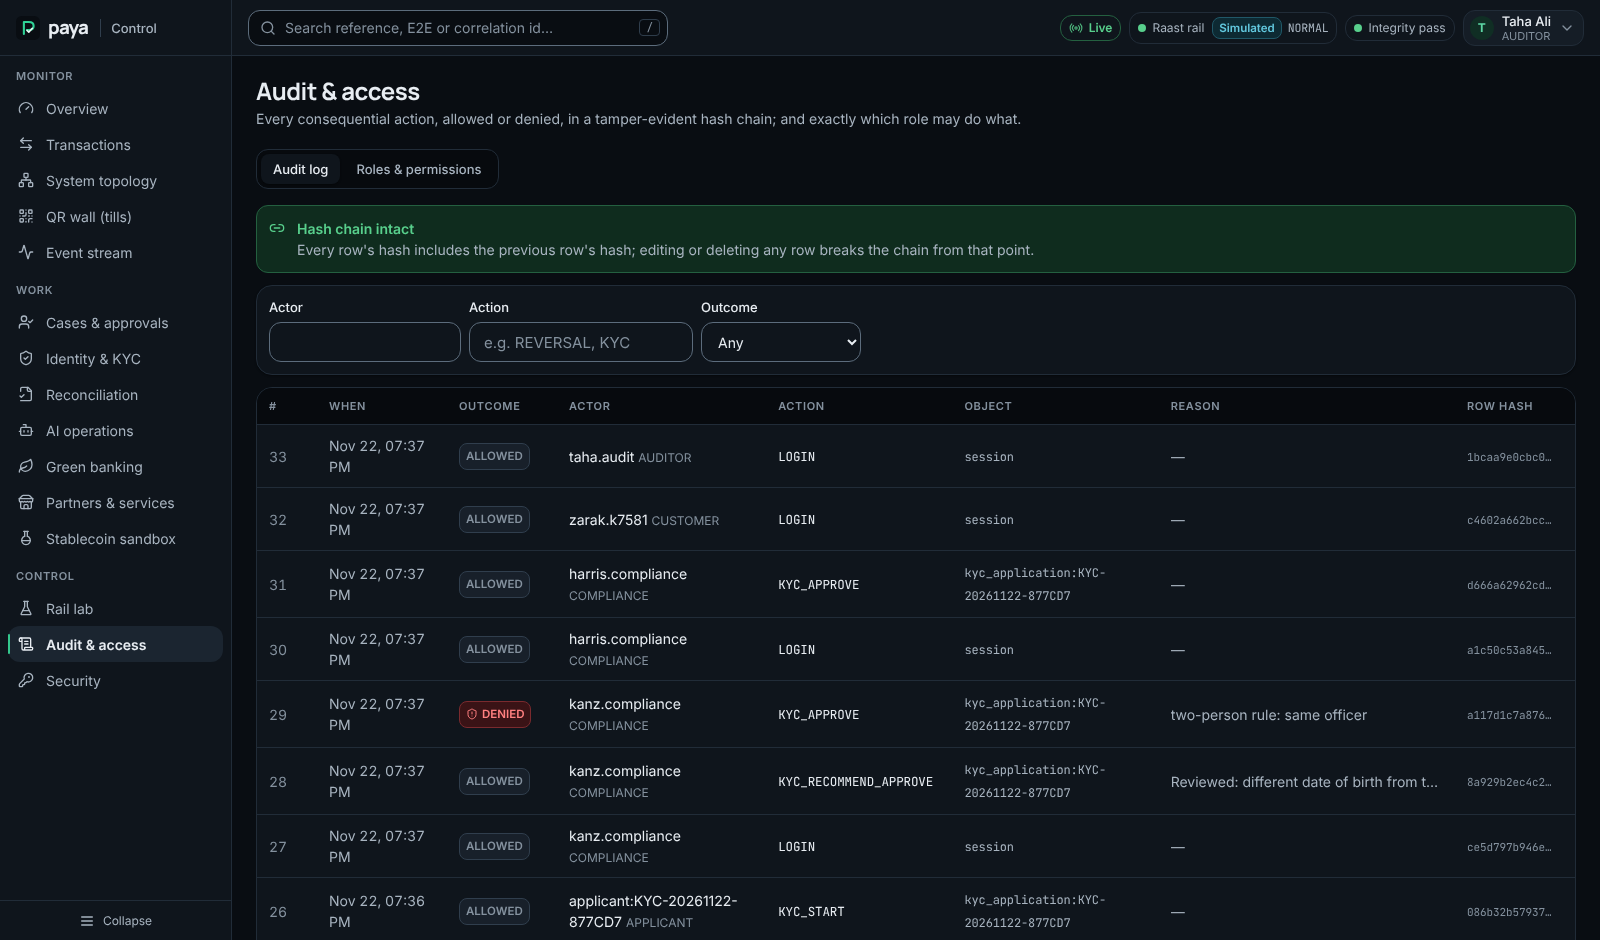 paya Control
Search reference, E2E or correlation id... /
Live
Raast rail Simulated NORMAL
Integrity pass
T
Taha Ali
AUDITOR
MONITOR
Overview
Transactions
System topology
QR wall (tills)
Event stream
WORK
Cases & approvals
Identity & KYC
Reconciliation
AI operations
Green banking
Partners & services
Stablecoin sandbox
CONTROL
Rail lab
Audit & access
Security
Collapse
Audit & access
Every consequential action, allowed or denied, in a tamper-evident hash chain; and exactly which role may do what.
Audit log Roles & permissions
Hash chain intact
Every row's hash includes the previous row's hash; editing or deleting any row breaks the chain from that point.
Actor Action Outcome
e.g. REVERSAL, KYC Any
# WHEN OUTCOME ACTOR ACTION OBJECT REASON ROW HASH
33 Nov 22, 07:37 PM ALLOWED taha.audit AUDITOR LOGIN session — 1bcaa9e0cbc0…
32 Nov 22, 07:37 PM ALLOWED zarak.k7581 CUSTOMER LOGIN session — c4602a662bcc…
31 Nov 22, 07:37 PM ALLOWED harris.compliance COMPLIANCE KYC_APPROVE kyc_application:KYC-20261122-877CD7 — d666a62962cd…
30 Nov 22, 07:37 PM ALLOWED harris.compliance COMPLIANCE LOGIN session — a1c50c53a845…
29 Nov 22, 07:37 PM DENIED kanz.compliance COMPLIANCE KYC_APPROVE kyc_application:KYC-20261122-877CD7 two-person rule: same officer a117d1c7a876…
28 Nov 22, 07:37 PM ALLOWED kanz.compliance COMPLIANCE KYC_RECOMMEND_APPROVE kyc_application:KYC-20261122-877CD7 Reviewed: different date of birth from t... 8a929b2ec4c2…
27 Nov 22, 07:37 PM ALLOWED kanz.compliance COMPLIANCE LOGIN session — ce5d797b946e…
26 Nov 22, 07:36 PM ALLOWED applicant:KYC-20261122-877CD7 APPLICANT KYC_START kyc_application:KYC-20261122-877CD7 — 086b32b57937…